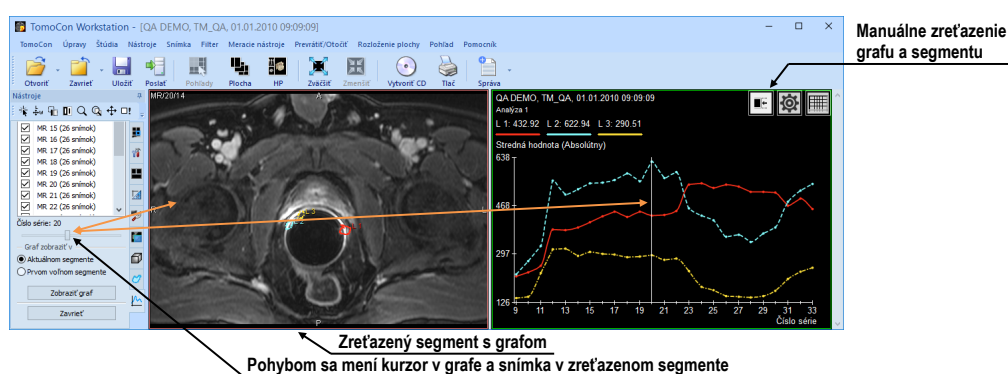 TomoCon Workstation - [QA DEMO, TM_QA, 01.01.2010 09:09:09]
TomoCon Úpravy Štúdia Nástroje Snímka Filter Meracie nástroje Prevrátiť/Otočiť Rozloženie plochy Pohľad Pomocník
Otvoriť Zavrieť Uložiť Poslať Pohľady Plocha HP Zväčšiť Zmenšiť Vytvoriť CD Tlač Správa
Manuálne zreťazenie
grafu a segmentu
Nástroje
MR 15 (26 snímok)
MR 16 (26 snímok)
MR 17 (26 snímok)
MR 18 (26 snímok)
MR 19 (26 snímok)
MR 20 (26 snímok)
MR 21 (26 snímok)
MR 22 (26 snímok)
Číslo série: 20
Graf zobraziť v
Aktuálnom segmente
Prvom voľnom segmente
Zobraziť graf
Zavrieť
MR/20/14
A
R
L
P
QA DEMO, TM_QA, 01.01.2010 09:09:09
Analýza 1
L 1: 432.92 L 2: 622.94 L 3: 290.51
Stredná hodnota (Absolútny)
638
468
297
126
9 11 13 15 17 19 21 23 25 27 29 31 33
Číslo série
Zreťazený segment s grafom
Pohybom sa mení kurzor v grafe a snímka v zreťazenom segmente